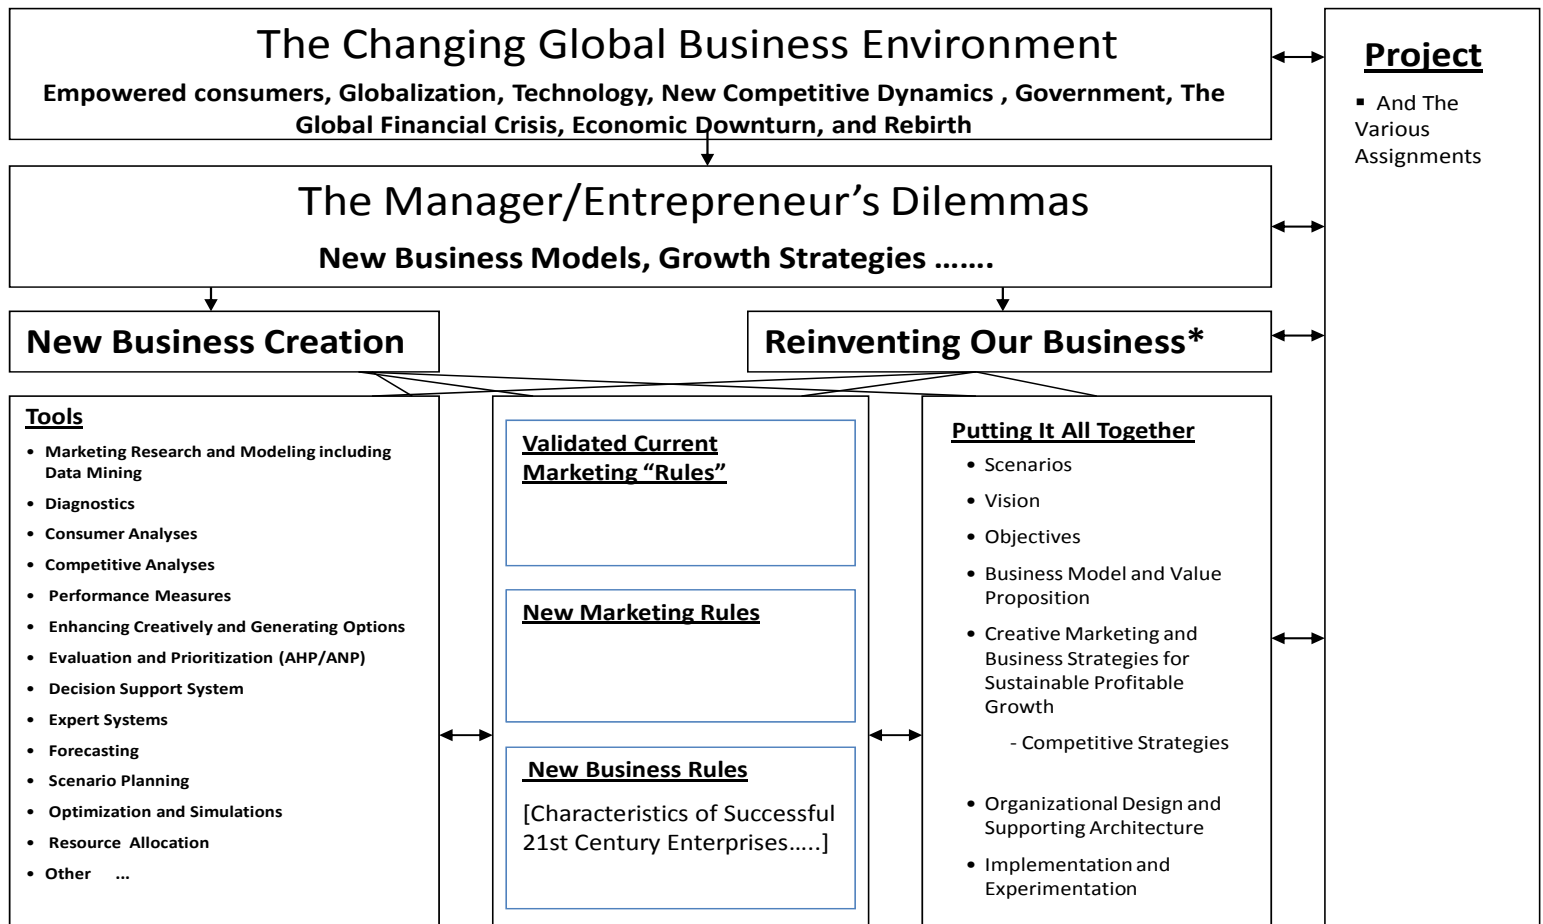 The Changing Global Business Environment
Empowered consumers, Globalization, Technology, New Competitive Dynamics , Government, The
Global Financial Crisis, Economic Downturn, and Rebirth
The Manager/Entrepreneur’s Dilemmas
New Business Models, Growth Strategies …….
New Business Creation
Reinventing Our Business*
Tools
• Marketing Research and Modeling including
Data Mining
• Diagnostics
• Consumer Analyses
• Competitive Analyses
• Performance Measures
• Enhancing Creatively and Generating Options
• Evaluation and Prioritization (AHP/ANP)
• Decision Support System
• Expert Systems
• Forecasting
• Scenario Planning
• Optimization and Simulations
• Resource Allocation
• Other ...
Validated Current
Marketing “Rules”
New Marketing Rules
New Business Rules
[Characteristics of Successful
21st Century Enterprises…..]
Putting It All Together
• Scenarios
• Vision
• Objectives
• Business Model and Value
Proposition
• Creative Marketing and
Business Strategies for
Sustainable Profitable
Growth
- Competitive Strategies
• Organizational Design and
Supporting Architecture
• Implementation and
Experimentation
Project
▪ And The
Various
Assignments